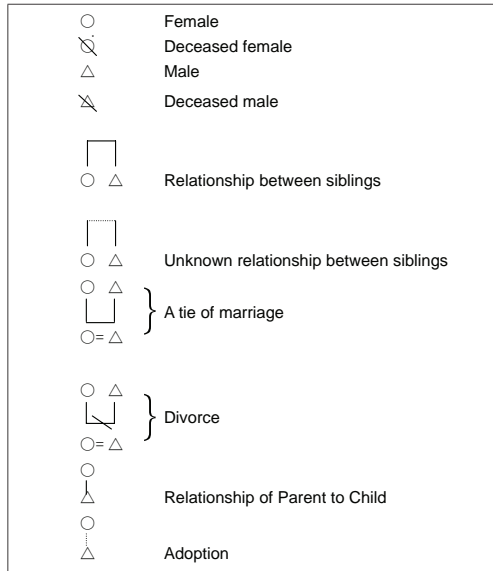 Female
Deceased female
Male
Deceased male
Relationship between siblings
Unknown relationship between siblings
A tie of marriage
Divorce
Relationship of Parent to Child
Adoption